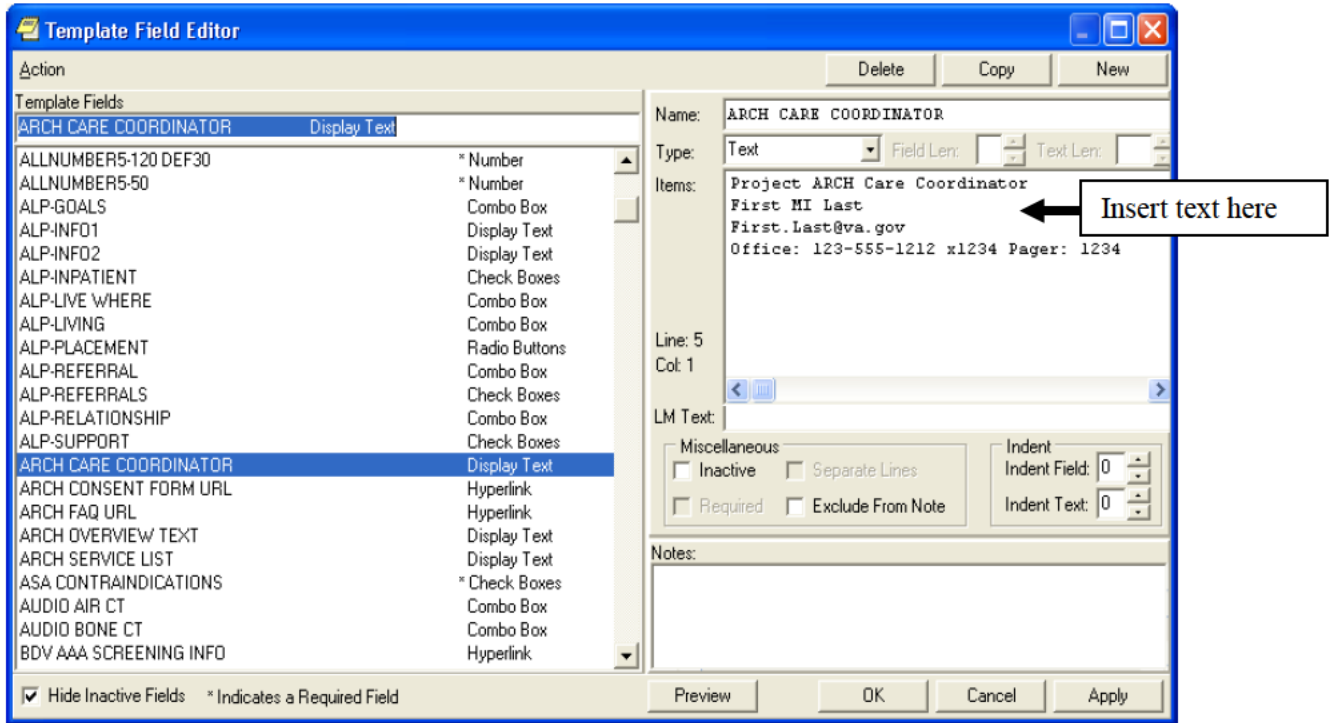 Template Field Editor
Action Delete Copy New
Template Fields
ARCH CARE COORDINATOR Display Text
ALLNUMBER5-120 DEF30 * Number
ALLNUMBER5-50 * Number
ALP-GOALS Combo Box
ALP-INFO1 Display Text
ALP-INFO2 Display Text
ALP-INPATIENT Check Boxes
ALP-LIVE WHERE Combo Box
ALP-LIVING Combo Box
ALP-PLACEMENT Radio Buttons
ALP-REFERRAL Combo Box
ALP-REFERRALS Check Boxes
ALP-RELATIONSHIP Combo Box
ALP-SUPPORT Check Boxes
ARCH CARE COORDINATOR Display Text
ARCH CONSENT FORM URL Hyperlink
ARCH FAQ URL Hyperlink
ARCH OVERVIEW TEXT Display Text
ARCH SERVICE LIST Display Text
ASA CONTRAINDICATIONS * Check Boxes
AUDIO AIR CT Combo Box
AUDIO BONE CT Combo Box
BDV AAA SCREENING INFO Hyperlink
Hide Inactive Fields * Indicates a Required Field
Name: ARCH CARE COORDINATOR
Type: Text Field Len: Text Len:
Items: Project ARCH Care Coordinator
First MI Last
First.Last@va.gov
Office: 123-555-1212 x1234 Pager: 1234
Insert text here
Line: 5
Col: 1
LM Text:
Miscellaneous
Inactive Separate Lines
Required Exclude From Note
Indent
Indent Field: 0
Indent Text: 0
Notes:
Preview OK Cancel Apply